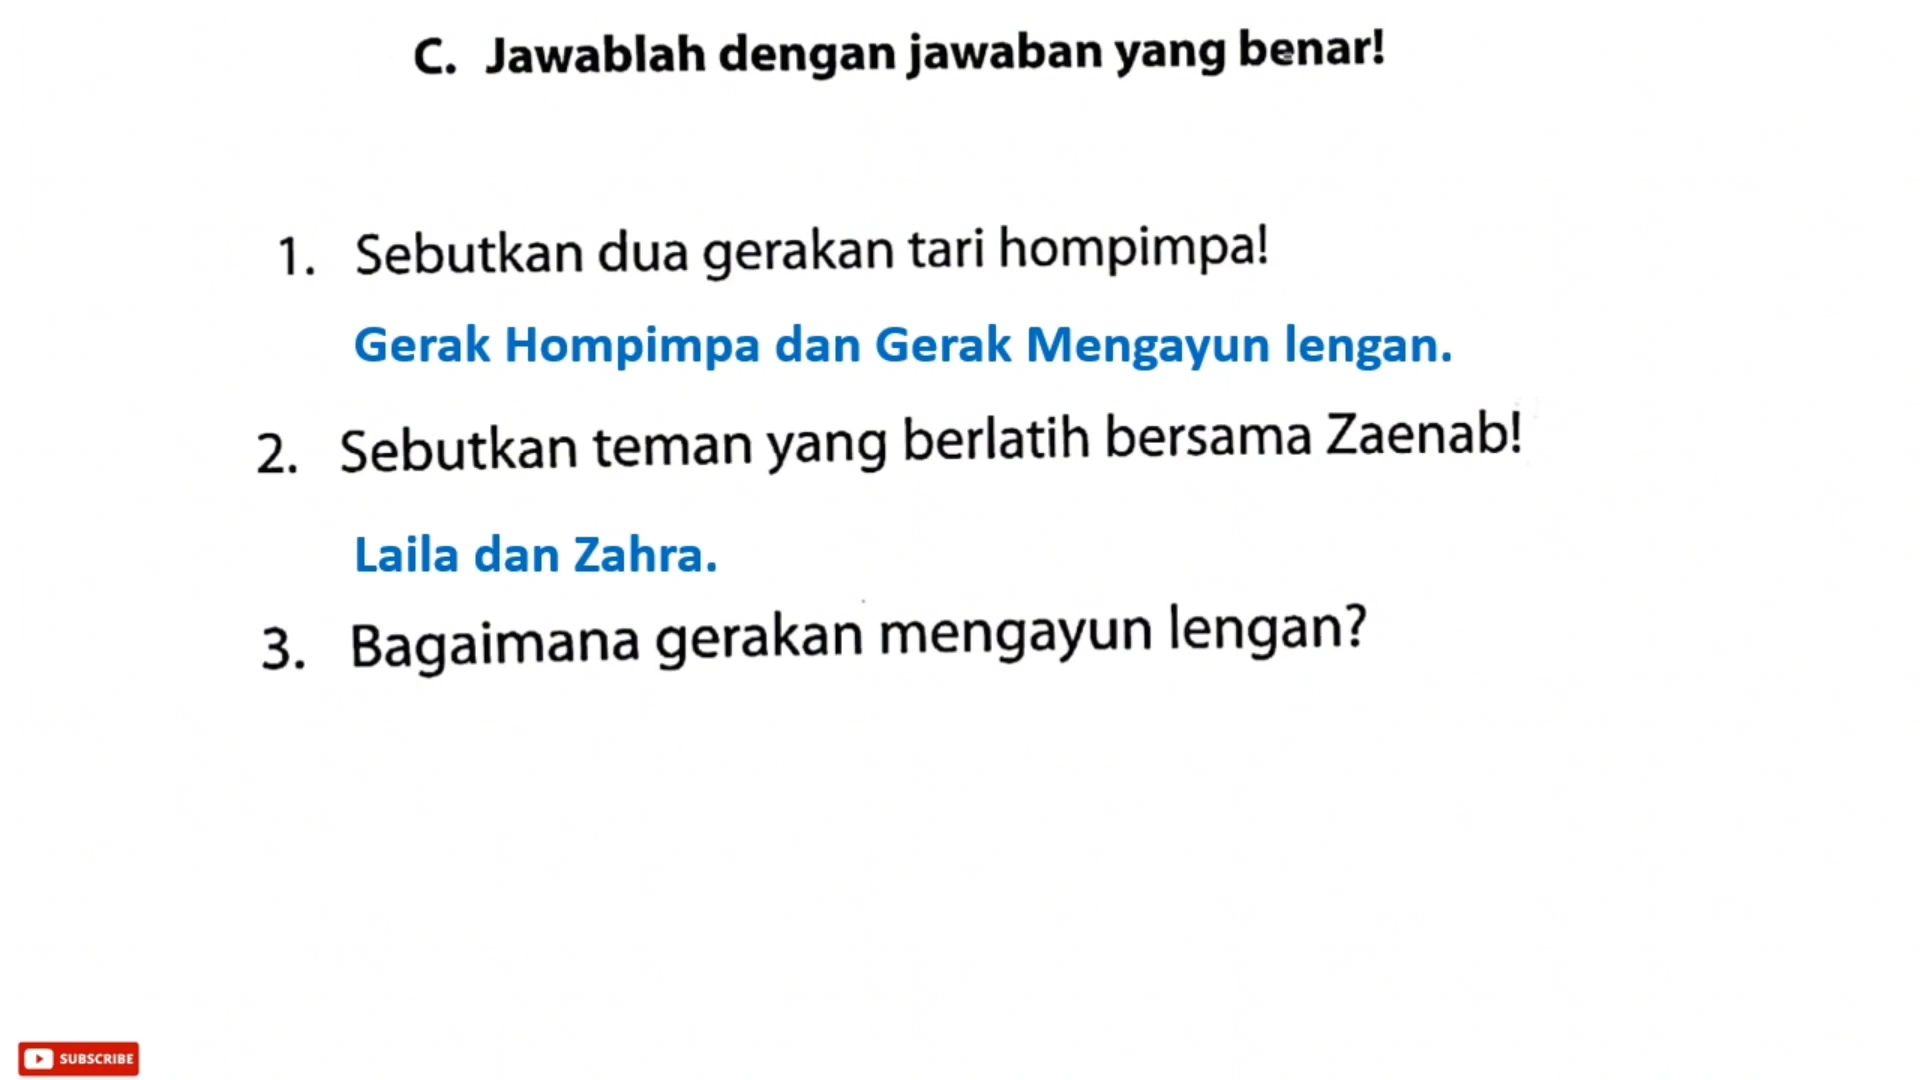 C. Jawablah dengan jawaban yang benar!
1. Sebutkan dua gerakan tari hompimpa!
Gerak Hompimpa dan Gerak Mengayun lengan.
2. Sebutkan teman yang berlatih bersama Zaenab!
Laila dan Zahra.
3. Bagaimana gerakan mengayun lengan?
SUBSCRIBE